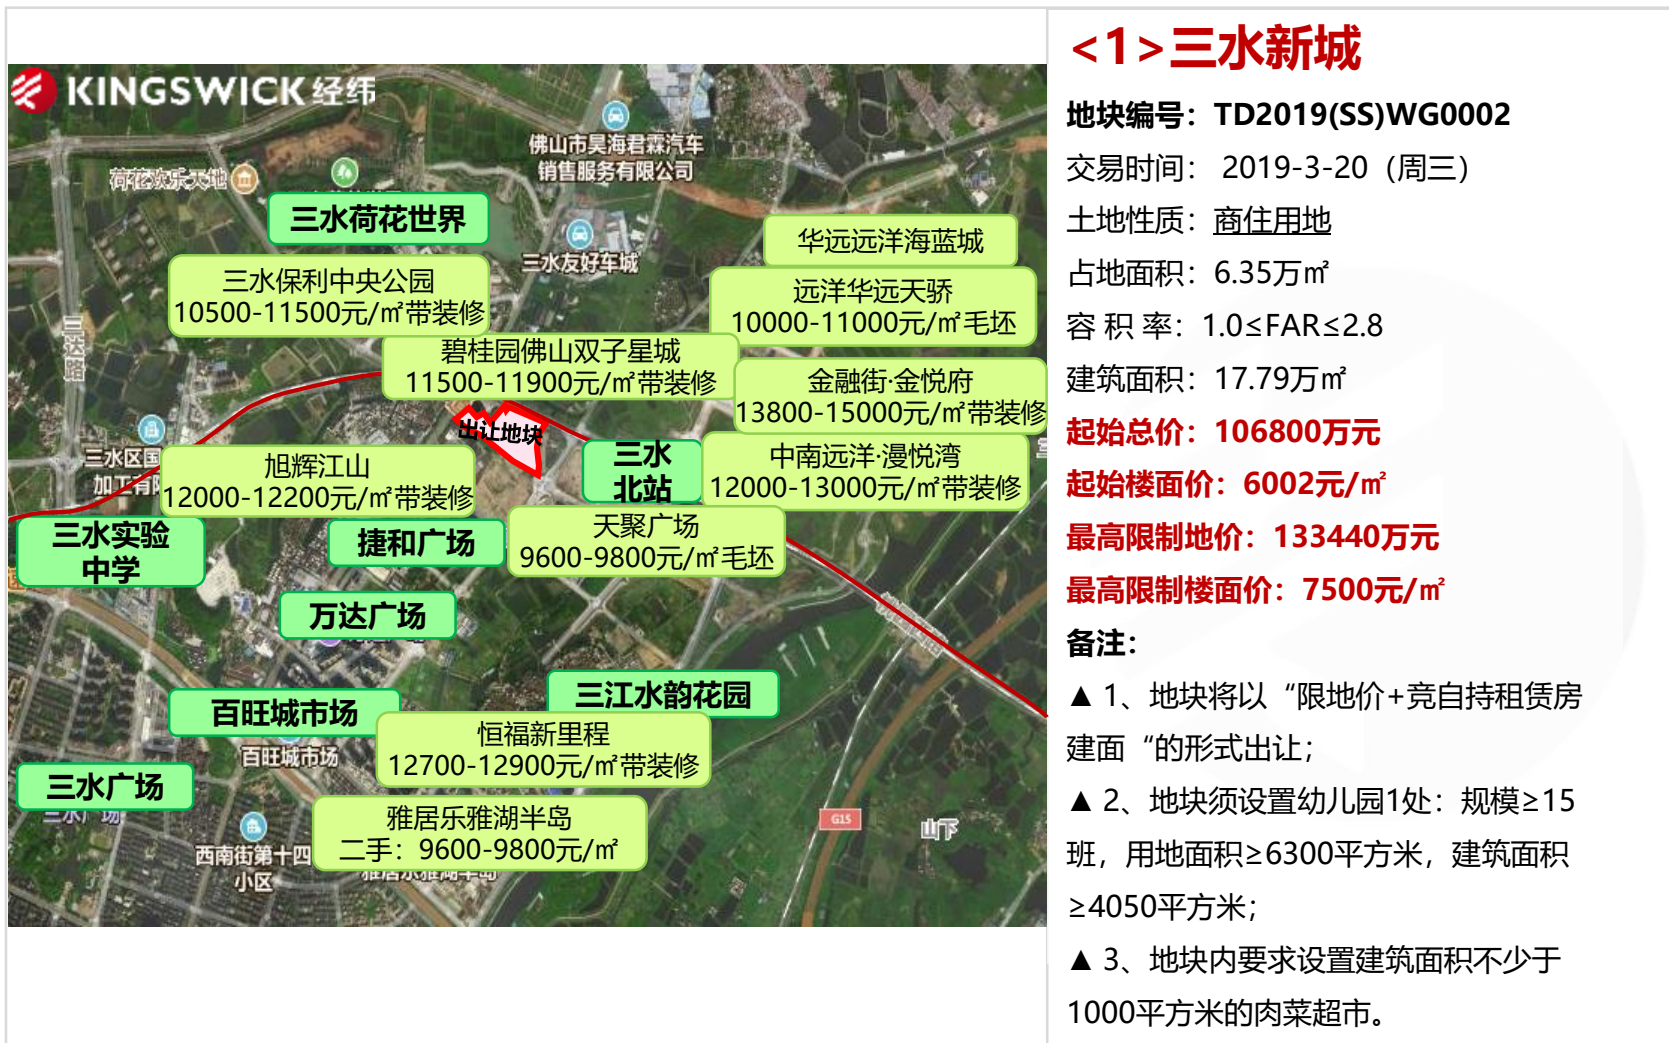 KINGSWICK 经纬
佛山市昊海君霖汽车
销售服务有限公司
荷花欢乐天地
三水荷花世界
三水友好车城
华远远洋海蓝城
三水保利中央公园
10500-11500元/㎡带装修
远洋华远天骄
10000-11000元/㎡毛坯
碧桂园佛山双子星城
11500-11900元/㎡带装修
金融街·金悦府
13800-15000元/㎡带装修
出让地块
三水
北站
中南远洋·漫悦湾
12000-13000元/㎡带装修
三水区国
加工有限
旭辉江山
12000-12200元/㎡带装修
三水实验
中学
捷和广场
天聚广场
9600-9800元/㎡毛坯
万达广场
三江水韵花园
百旺城市场
百旺城市场
恒福新里程
12700-12900元/㎡带装修
三水广场
三水广场
雅居乐雅湖半岛
二手：9600-9800元/㎡
雅居乐雅湖半岛
西南街第十四
小区
G15
山下
<1>三水新城
地块编号：TD2019(SS)WG0002
交易时间： 2019-3-20（周三）
土地性质：商住用地
占地面积：6.35万㎡
容 积 率：1.0≤FAR≤2.8
建筑面积：17.79万㎡
起始总价：106800万元
起始楼面价：6002元/㎡
最高限制地价：133440万元
最高限制楼面价：7500元/㎡
备注：
▲ 1、地块将以“限地价+竞自持租赁房
建面“的形式出让；
▲ 2、地块须设置幼儿园1处：规模≥15
班，用地面积≥6300平方米，建筑面积
≥4050平方米；
▲ 3、地块内要求设置建筑面积不少于
1000平方米的肉菜超市。